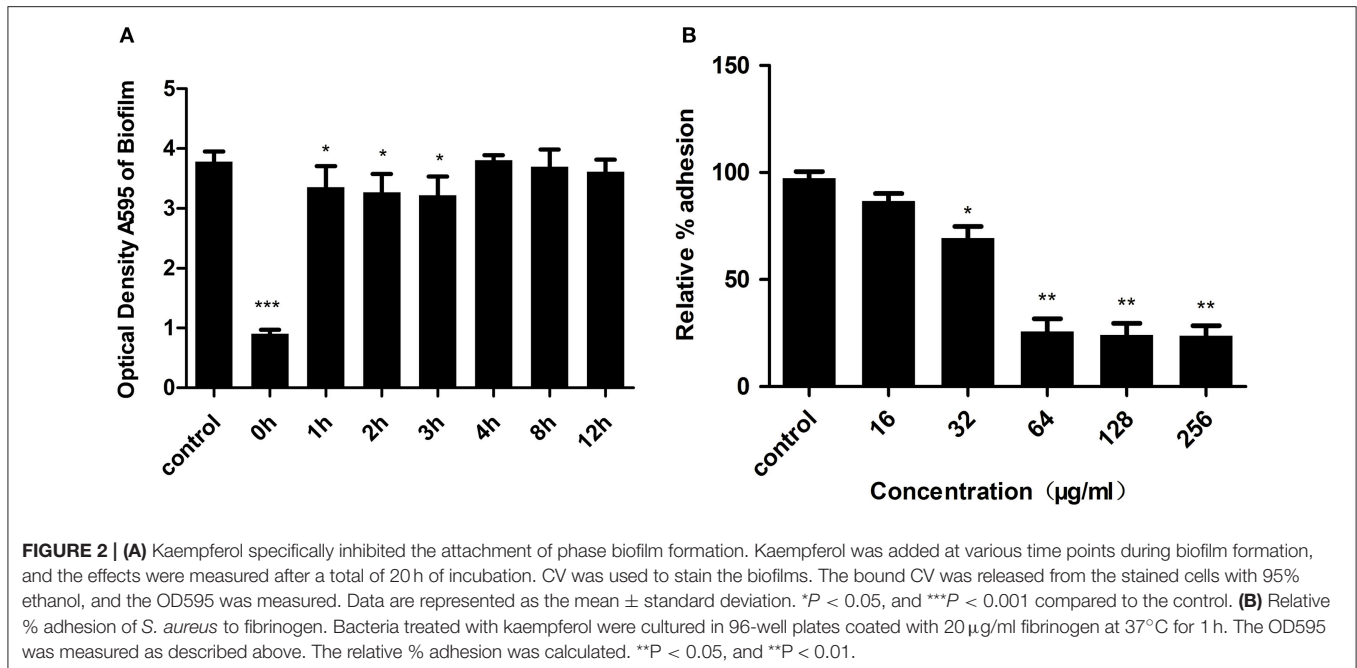 A
Optical Density A595 of Biofilm
5
4
3
2
1
0
*
*
*
***
control
0h
1h
2h
3h
4h
8h
12h
B
Relative % adhesion
150
100
50
0
*
**
**
**
control
16
32
64
128
256
Concentration（µg/ml）
FIGURE 2 | (A) Kaempferol specifically inhibited the attachment of phase biofilm formation. Kaempferol was added at various time points during biofilm formation,
and the effects were measured after a total of 20 h of incubation. CV was used to stain the biofilms. The bound CV was released from the stained cells with 95%
ethanol, and the OD595 was measured. Data are represented as the mean ± standard deviation. *P < 0.05, and ***P < 0.001 compared to the control. (B) Relative
% adhesion of S. aureus to fibrinogen. Bacteria treated with kaempferol were cultured in 96-well plates coated with 20 µg/ml fibrinogen at 37°C for 1 h. The OD595
was measured as described above. The relative % adhesion was calculated. **P < 0.05, and **P < 0.01.